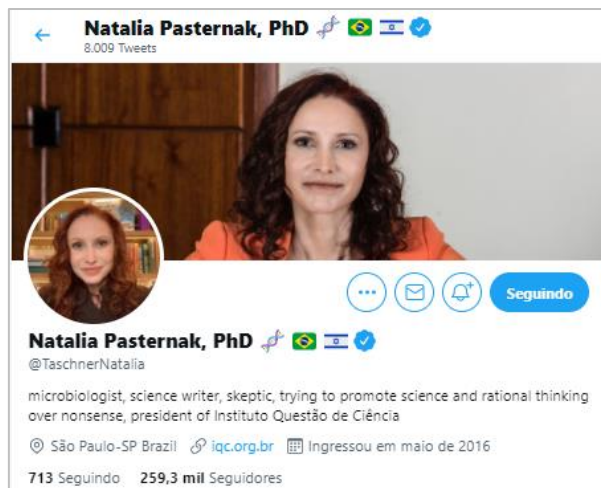 Natalia Pasternak, PhD
8.009 Tweets
Seguindo
Natalia Pasternak, PhD
@TaschnerNatalia
microbiologist, science writer, skeptic, trying to promote science and rational thinking
over nonsense, president of Instituto Questão de Ciência
São Paulo-SP Brazil iqc.org.br Ingressou em maio de 2016
713 Seguindo 259,3 mil Seguidores